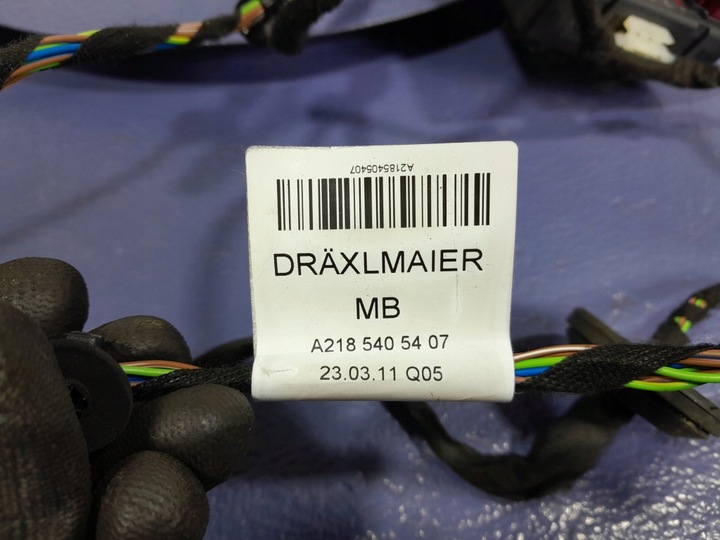 A2185405407
DRÄXLMAIER
MB
A218 540 54 07
23.03.11 Q05